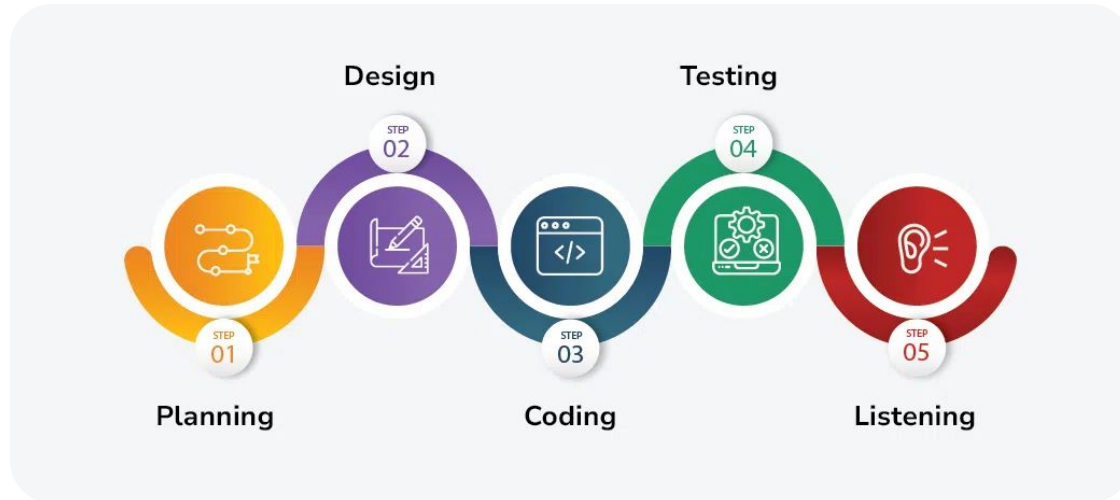 Design
Testing
STEP
02
STEP
04
</>
STEP
01
STEP
03
STEP
05
Planning
Coding
Listening